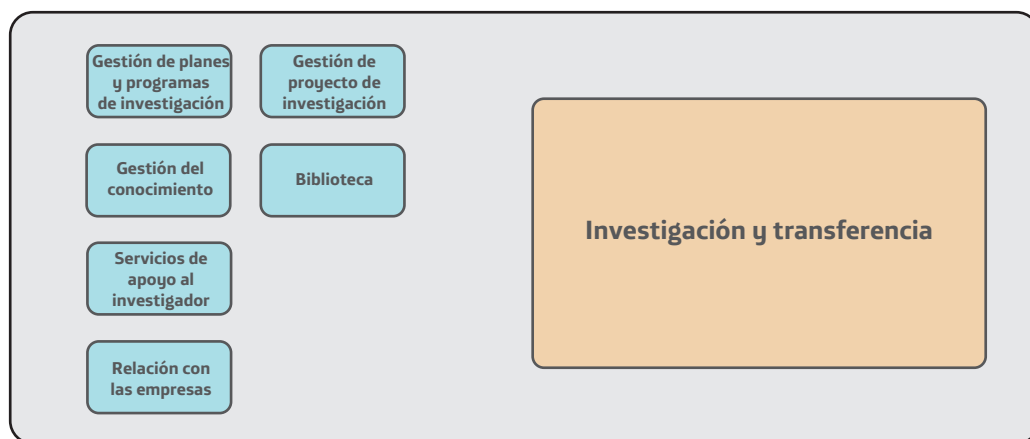 Gestión de planes
y programas
de investigación
Gestión de
proyecto de
investigación
Gestión del
conocimiento
Biblioteca
Servicios de
apoyo al
investigador
Relación con
las empresas
Investigación y transferencia